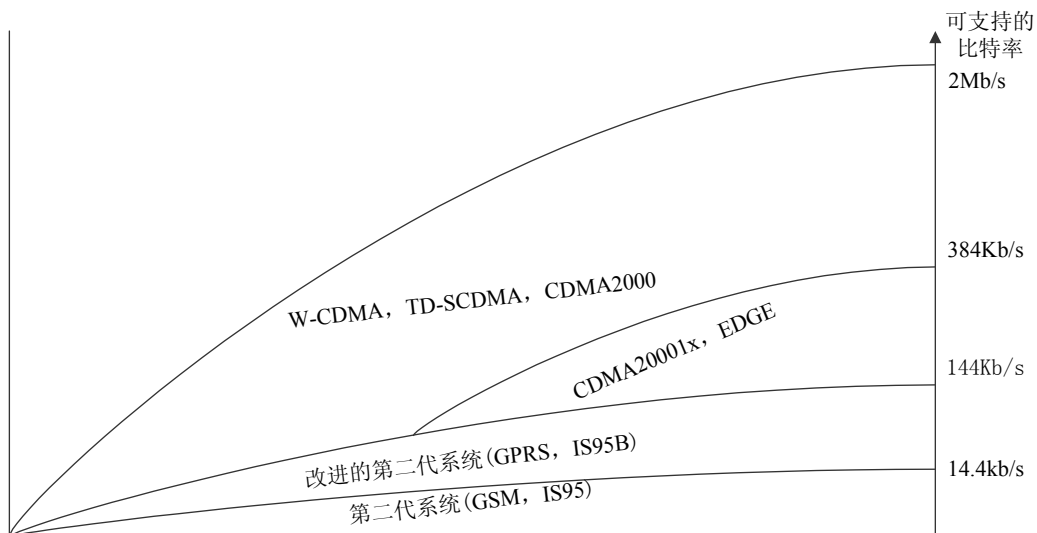 可支持的
比特率
2Mb/s
384Kb/s
W-CDMA，TD-SCDMA，CDMA2000
CDMA20001x，EDGE
144Kb/s
改进的第二代系统(GPRS，IS95B)
14.4kb/s
第二代系统(GSM，IS95)